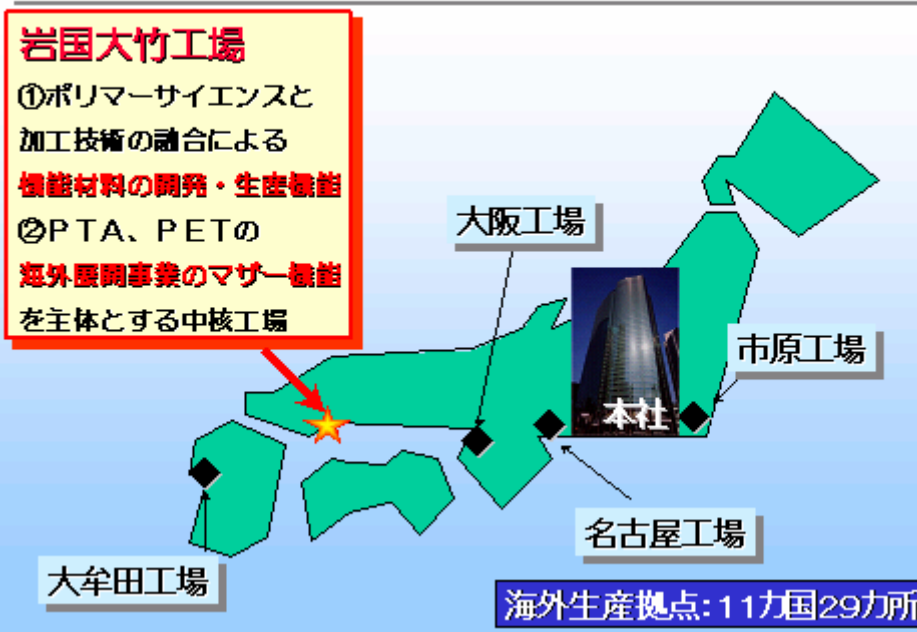 岩国大竹工場
①ポリマーサイエンスと
加工技術の融合による
機能材料の開発・生産機能
②ＰＴＡ、ＰＥＴの
海外展開事業のマザー機能
を主体とする中核工場
大阪工場
市原工場
本社
名古屋工場
大牟田工場
海外生産拠点:11カ国29カ所